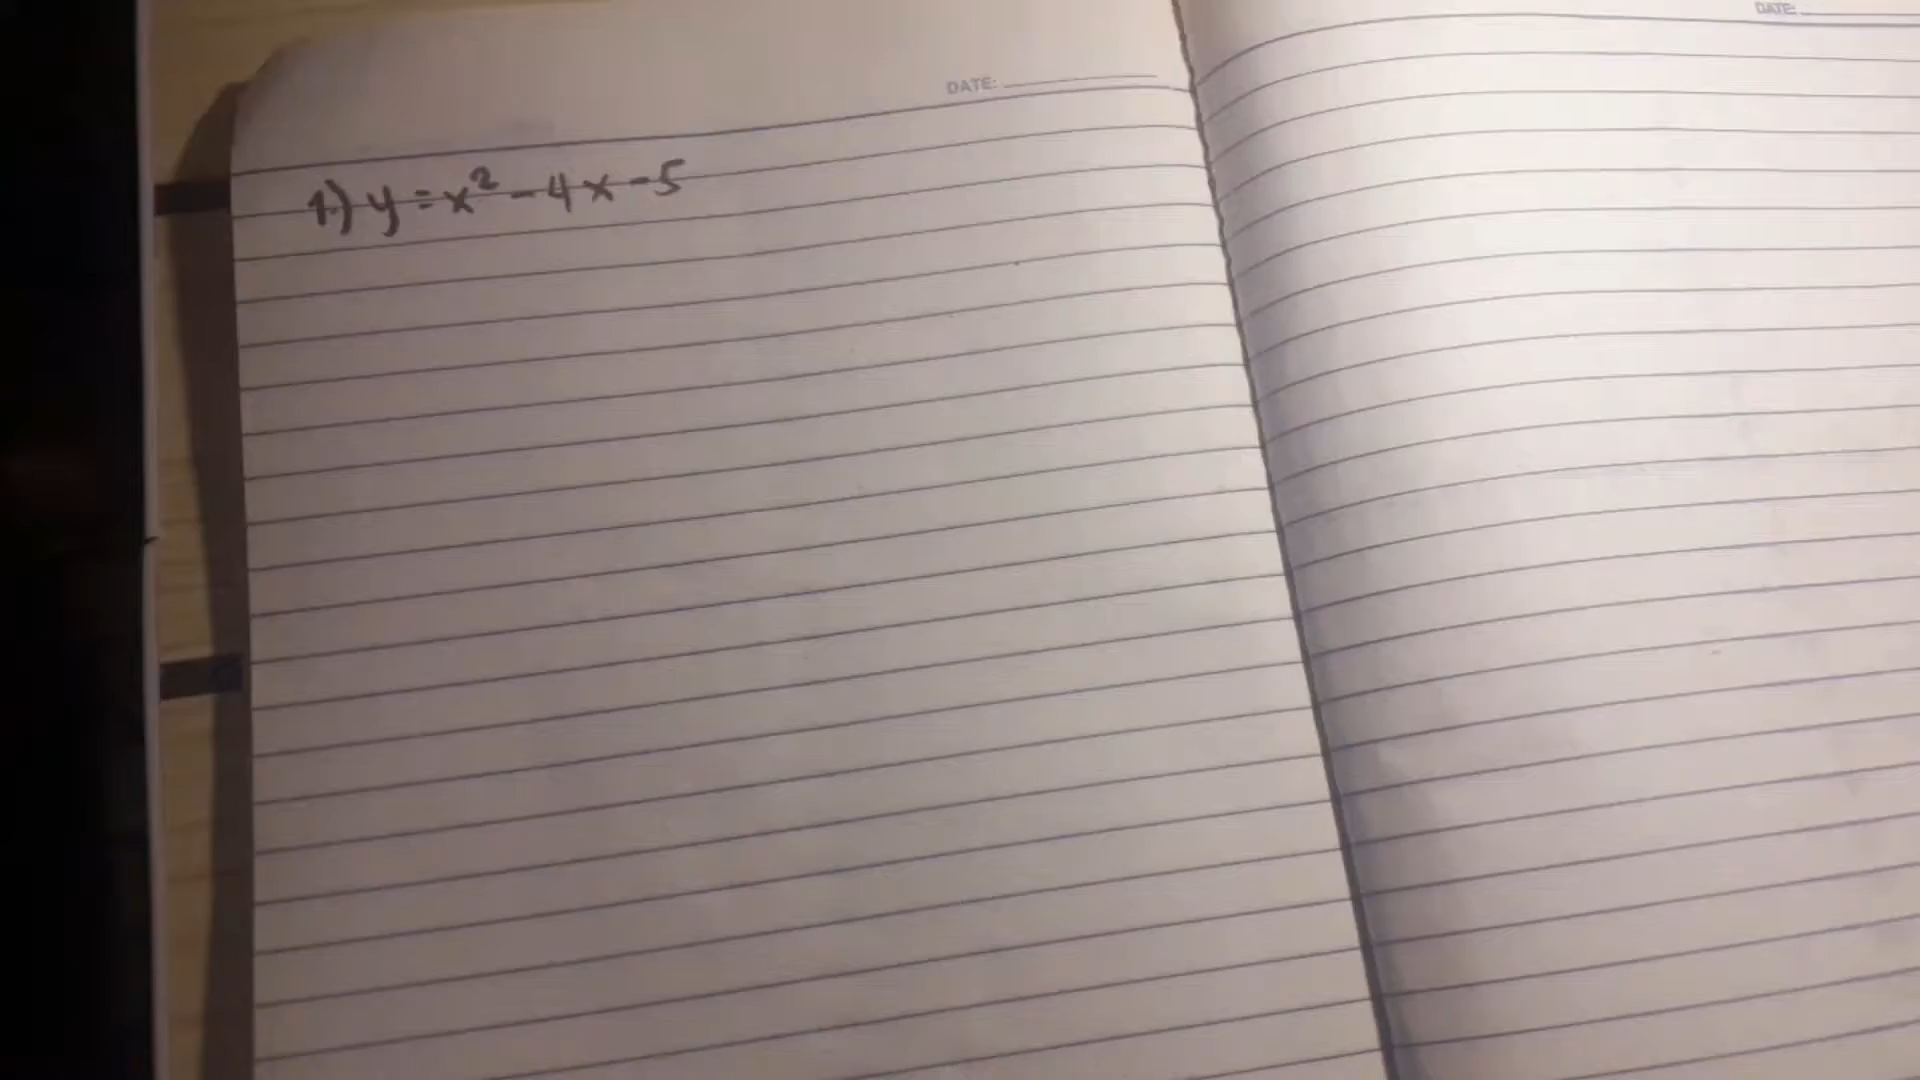 DATE:
DATE:
1.) y = x² - 4x - 5